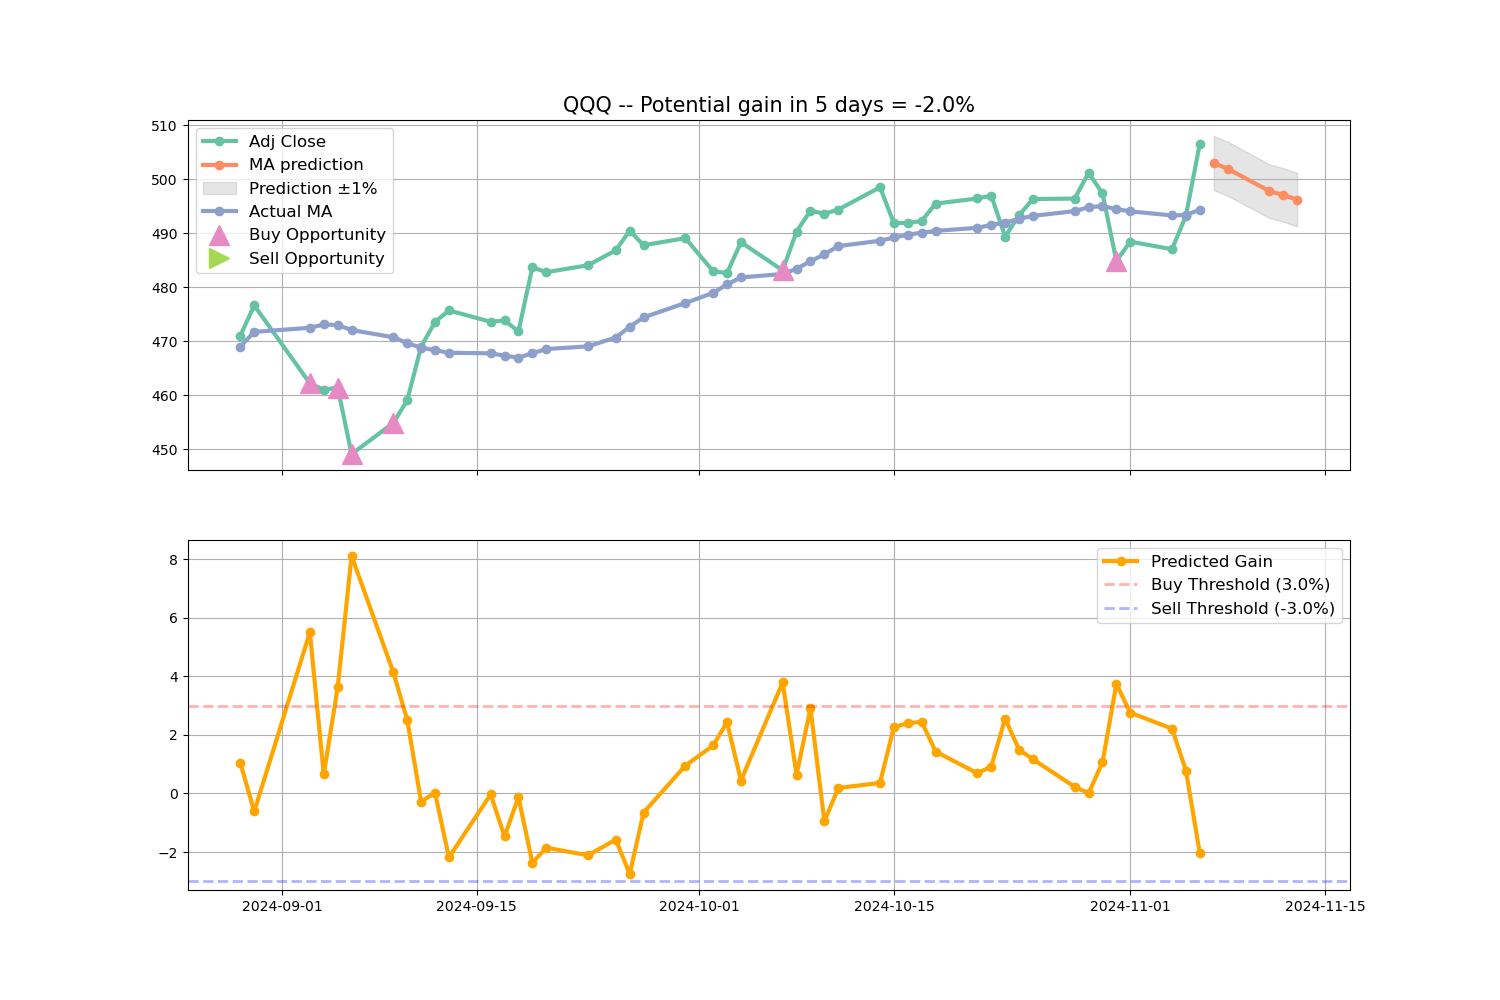 QQQ -- Potential gain in 5 days = -2.0%
510
500
490
480
470
460
450
Adj Close
MA prediction
Prediction ±1%
Actual MA
Buy Opportunity
Sell Opportunity
8
6
4
2
0
−2
Predicted Gain
Buy Threshold (3.0%)
Sell Threshold (-3.0%)
2024-09-01 2024-09-15 2024-10-01 2024-10-15 2024-11-01 2024-11-15